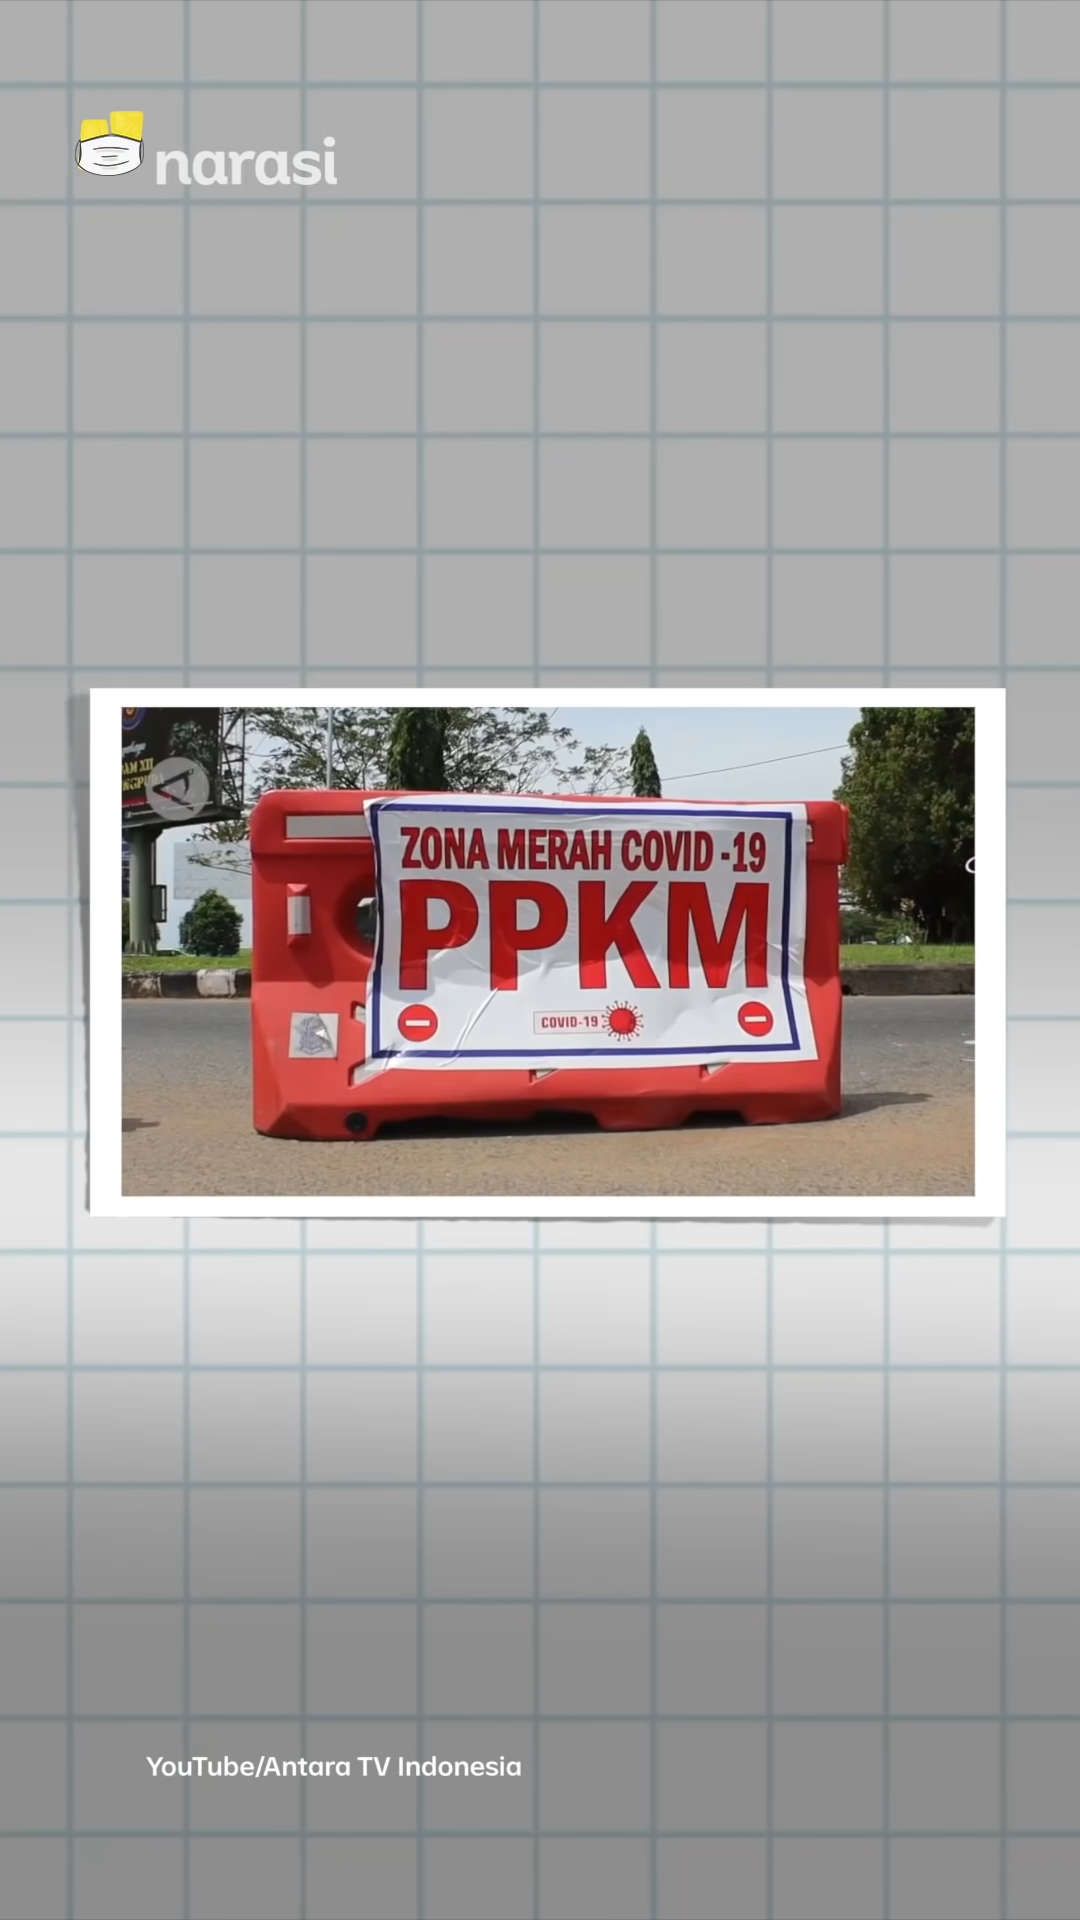 narasi
ZONA MERAH COVID -19
PPKM
COVID-19
YouTube/Antara TV Indonesia